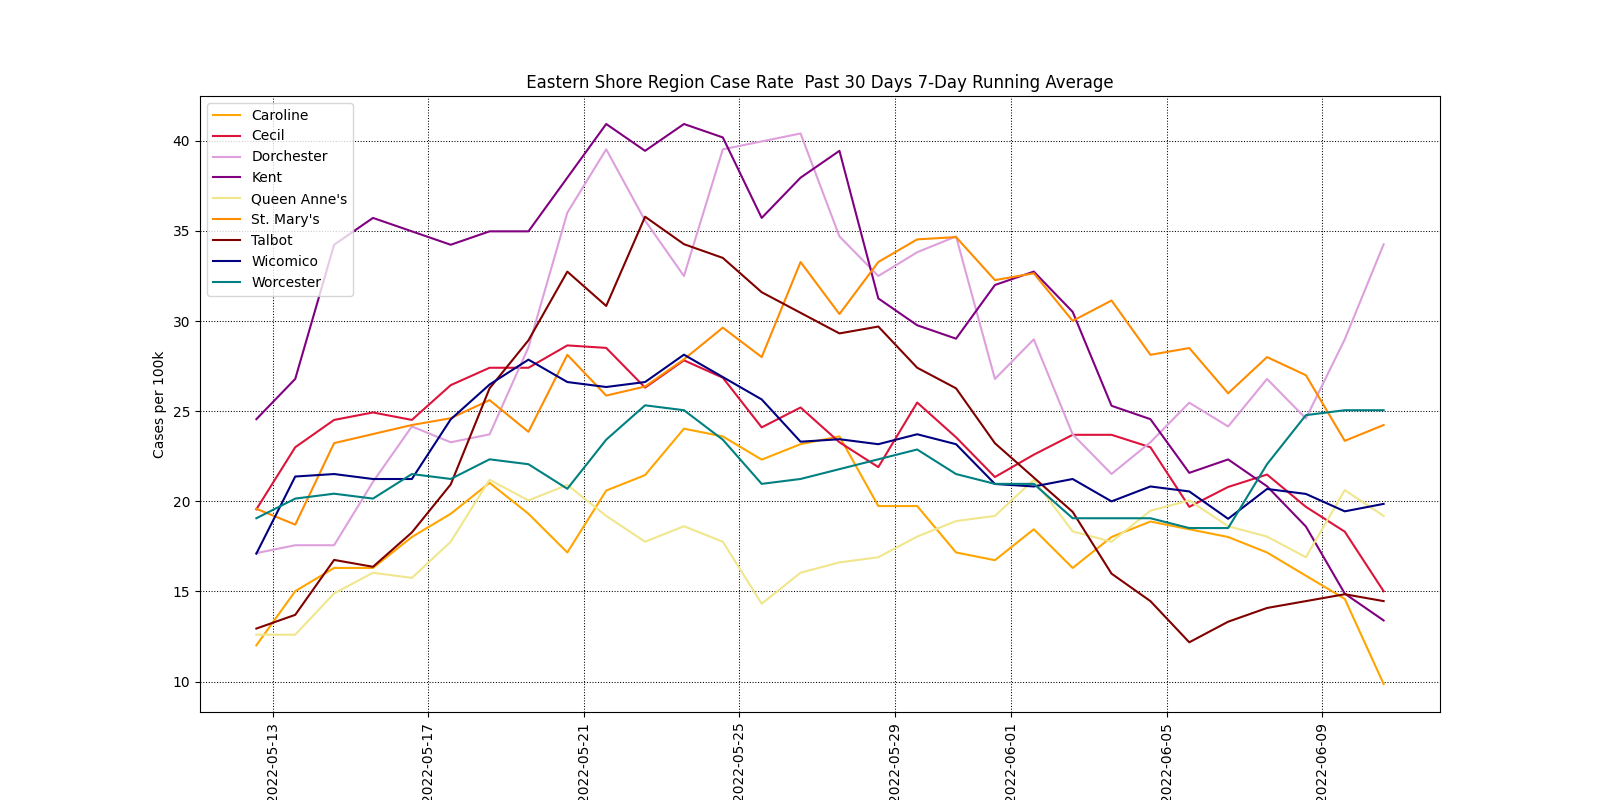 Eastern Shore Region Case Rate  Past 30 Days 7-Day Running Average
Caroline
Cecil
Dorchester
Kent
Queen Anne's
St. Mary's
Talbot
Wicomico
Worcester
Cases per 100k
40
35
30
25
20
15
10
2022-05-13
2022-05-17
2022-05-21
2022-05-25
2022-05-29
2022-06-01
2022-06-05
2022-06-09